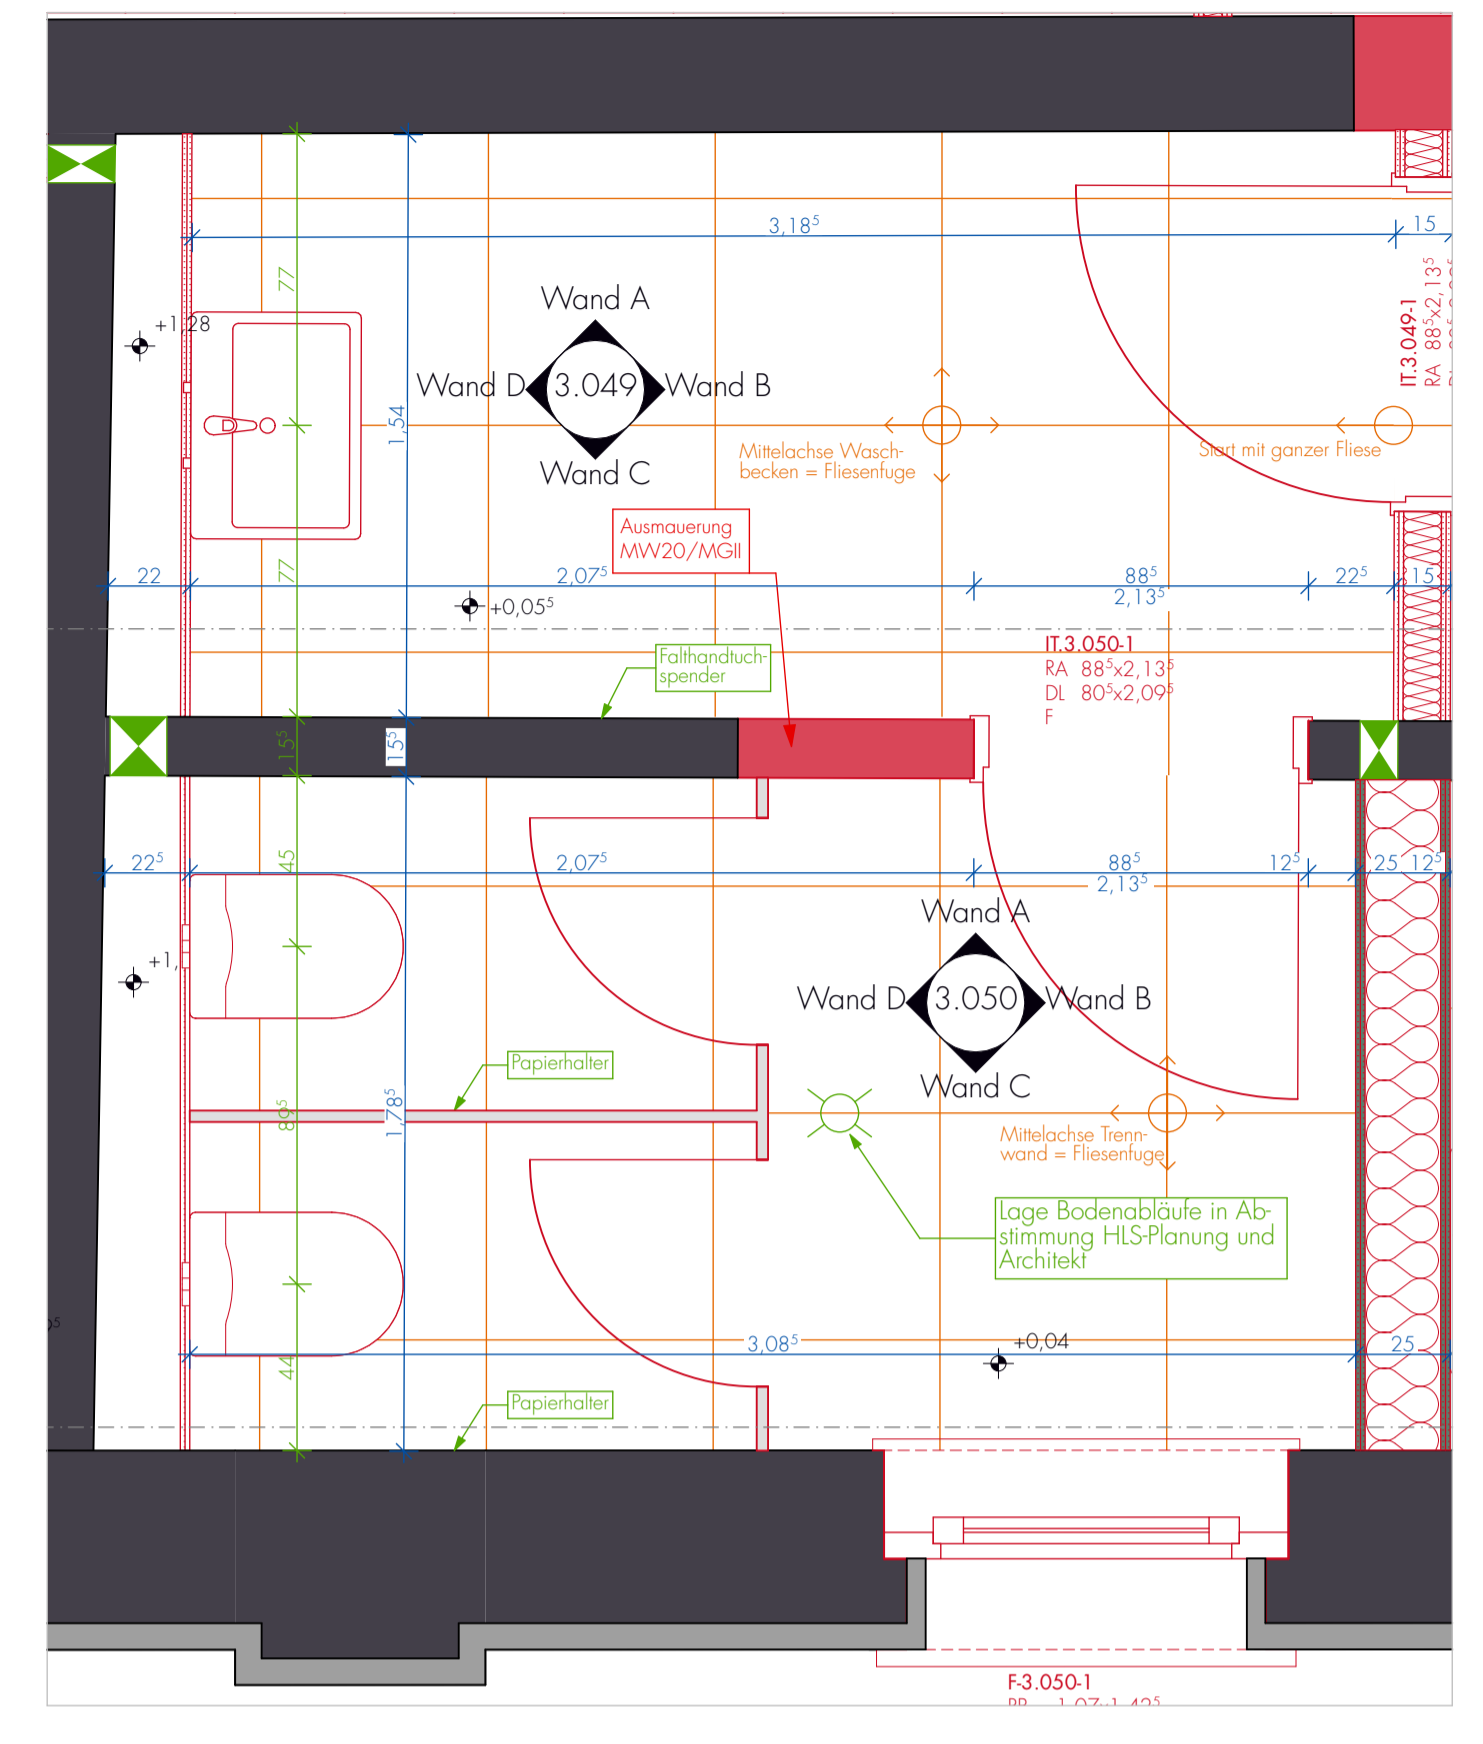 3,18⁵
15
77
Wand A
+1,28
Wand D
3.049
Wand B
Wand C
1,54
IT.3.049-1
RA 88⁵x2,13⁵
Mittelachse Wasch-
becken = Fliesenfuge
Start mit ganzer Fliese
Ausmauerung
MW20/MGII
22
77
2,07⁵
88⁵
2,13⁵
22⁵
15
+0,05⁵
Falthandtuch-
spender
IT.3.050-1
RA 88⁵x2,13⁵
DL 80⁵x2,09⁵
F
15⁵
15⁵
22⁵
45
2,07⁵
88⁵
2,13⁵
12⁵
25
12⁵
Wand A
+1,
Wand D
3.050
Wand B
Wand C
Papierhalter
89⁵
1,78⁵
Mittelachse Trenn-
wand = Fliesenfuge
Lage Bodenabläufe in Ab-
stimmung HLS-Planung und
Architekt
3,08⁵
+0,04
25
44
Papierhalter
F-3.050-1